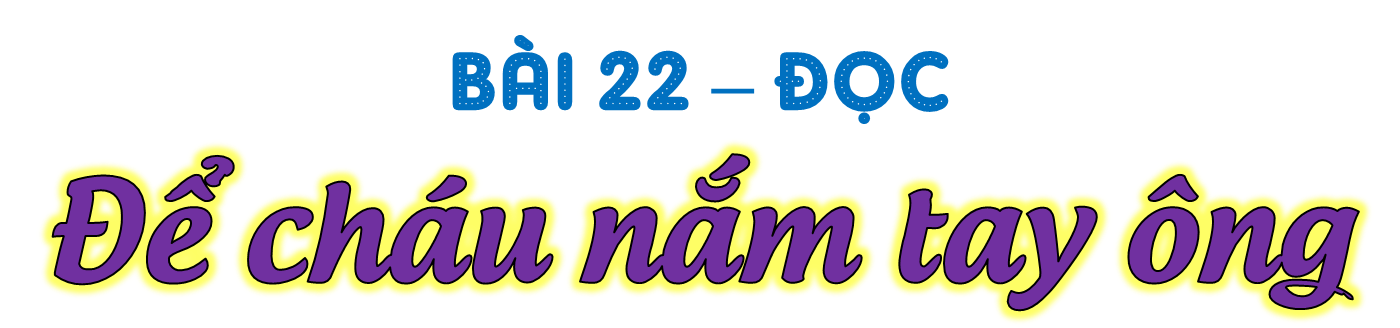 BÀI 22 – ĐỌC
Để cháu nắm tay ông